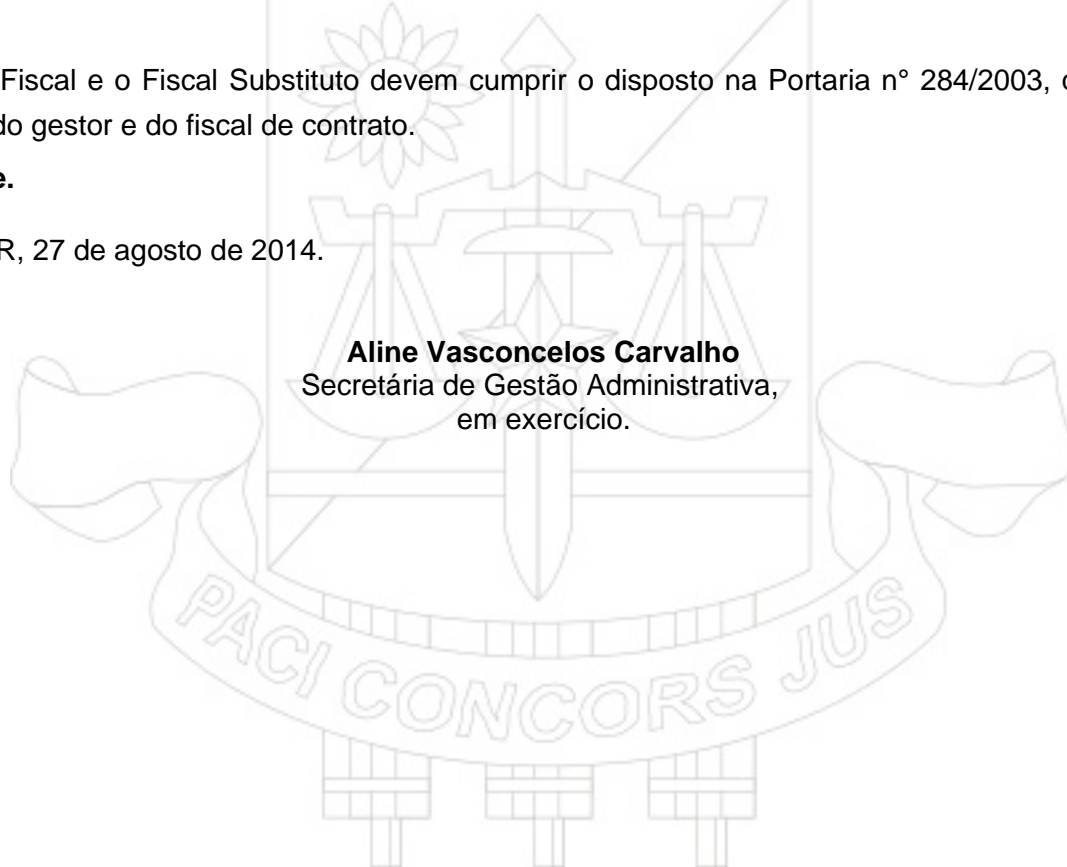 Fiscal e o Fiscal Substituto devem cumprir o disposto na Portaria n° 284/2003,
do gestor e do fiscal de contrato.
e.
R, 27 de agosto de 2014.
Aline Vasconcelos Carvalho
Secretária de Gestão Administrativa,
em exercício.
PACI CONCORS JUS